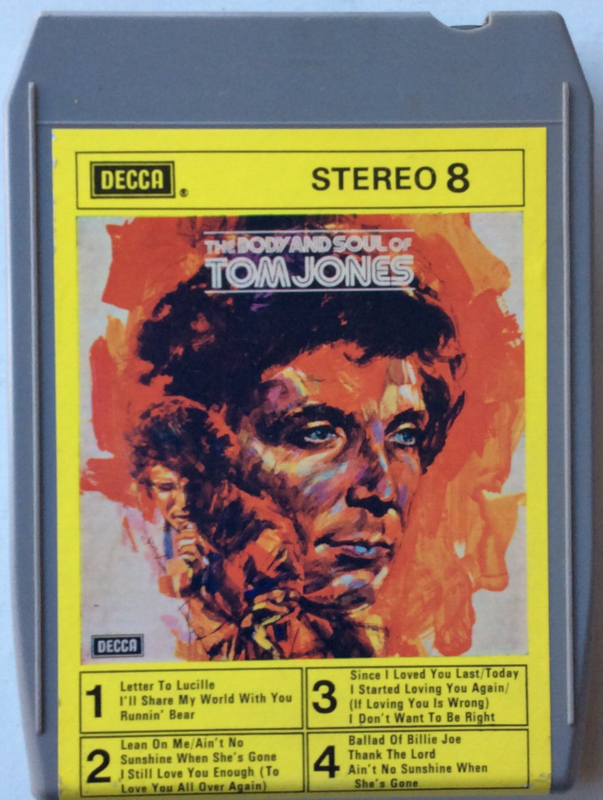 DECCA ® STEREO 8
THE BODY AND SOUL OF
TOM JONES
DECCA
1
Letter To Lucille
I'll Share My World With You
Runnin' Bear
2
Lean On Me/Ain't No
Sunshine When She's Gone
I Still Love You Enough (To
Love You All Over Again)
3
Since I Loved You Last/Today
I Started Loving You Again/
(If Loving You Is Wrong)
I Don't Want To Be Right
4
Ballad Of Billie Joe
Thank The Lord
Ain't No Sunshine When
She's Gone